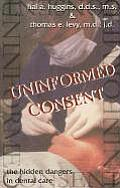 hal a. huggins, d.d.s., m.s.
&
thomas e. levy, m.d., j.d.
UNINFORMED
CONSENT
the hidden dangers
in dental care